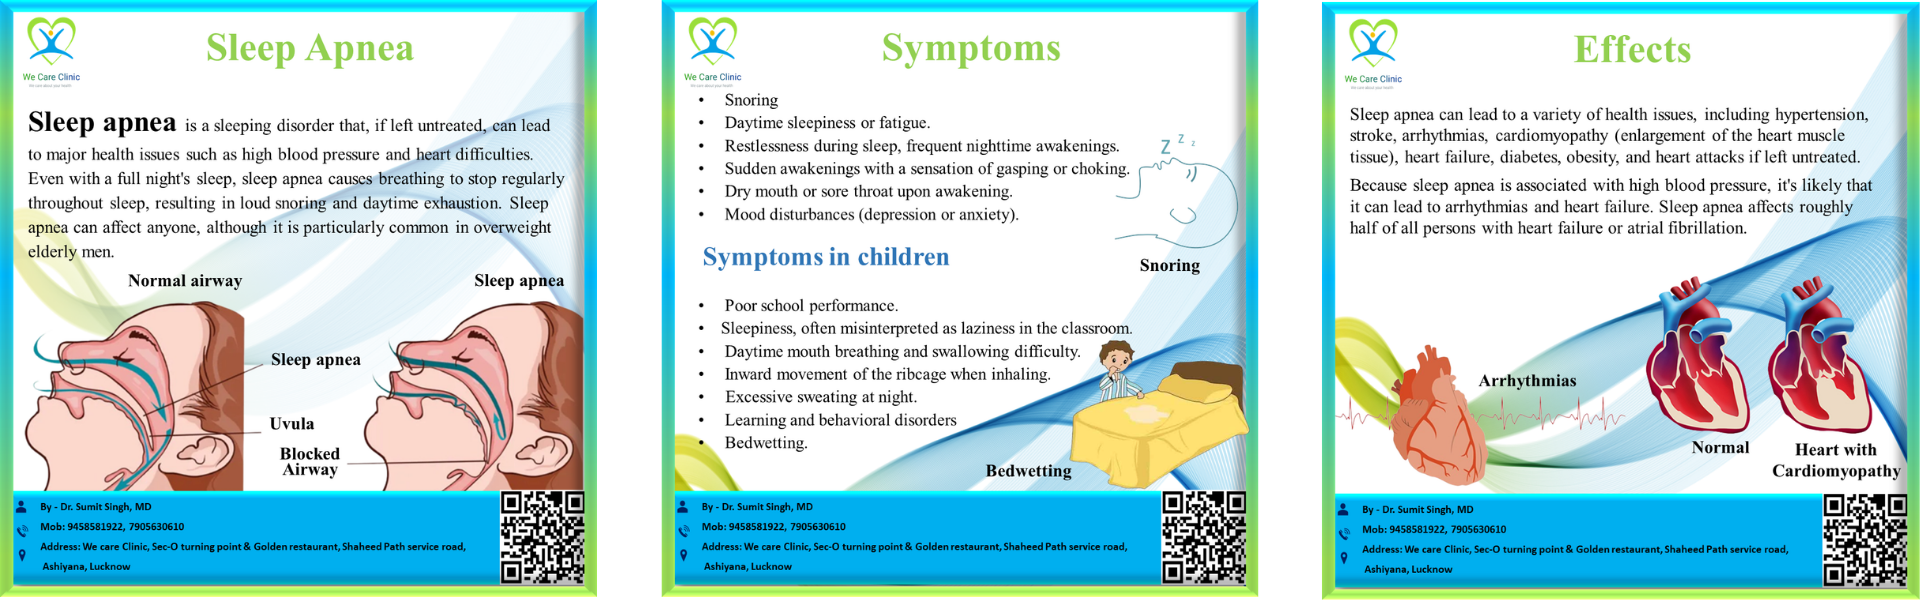 We Care Clinic
We care about your health
Sleep Apnea
Sleep apnea is a sleeping disorder that, if left untreated, can lead
to major health issues such as high blood pressure and heart difficulties.
Even with a full night's sleep, sleep apnea causes breathing to stop regularly
throughout sleep, resulting in loud snoring and daytime exhaustion. Sleep
apnea can affect anyone, although it is particularly common in overweight
elderly men.
Normal airway
Sleep apnea
Sleep apnea
Uvula
Blocked
Airway
By - Dr. Sumit Singh, MD
Mob: 9458581922, 7905630610
Address: We care Clinic, Sec-O turning point & Golden restaurant, Shaheed Path service road,
Ashiyana, Lucknow
We Care Clinic
We care about your health
Symptoms
• Snoring
• Daytime sleepiness or fatigue.
• Restlessness during sleep, frequent nighttime awakenings.
• Sudden awakenings with a sensation of gasping or choking.
• Dry mouth or sore throat upon awakening.
• Mood disturbances (depression or anxiety).
Z Z z
Snoring
Symptoms in children
• Poor school performance.
• Sleepiness, often misinterpreted as laziness in the classroom.
• Daytime mouth breathing and swallowing difficulty.
• Inward movement of the ribcage when inhaling.
• Excessive sweating at night.
• Learning and behavioral disorders
• Bedwetting.
Bedwetting
By - Dr. Sumit Singh, MD
Mob: 9458581922, 7905630610
Address: We care Clinic, Sec-O turning point & Golden restaurant, Shaheed Path service road,
Ashiyana, Lucknow
We Care Clinic
We care about your health
Effects
Sleep apnea can lead to a variety of health issues, including hypertension,
stroke, arrhythmias, cardiomyopathy (enlargement of the heart muscle
tissue), heart failure, diabetes, obesity, and heart attacks if left untreated.
Because sleep apnea is associated with high blood pressure, it's likely that
it can lead to arrhythmias and heart failure. Sleep apnea affects roughly
half of all persons with heart failure or atrial fibrillation.
Arrhythmias
Normal
Heart with
Cardiomyopathy
By - Dr. Sumit Singh, MD
Mob: 9458581922, 7905630610
Address: We care Clinic, Sec-O turning point & Golden restaurant, Shaheed Path service road,
Ashiyana, Lucknow